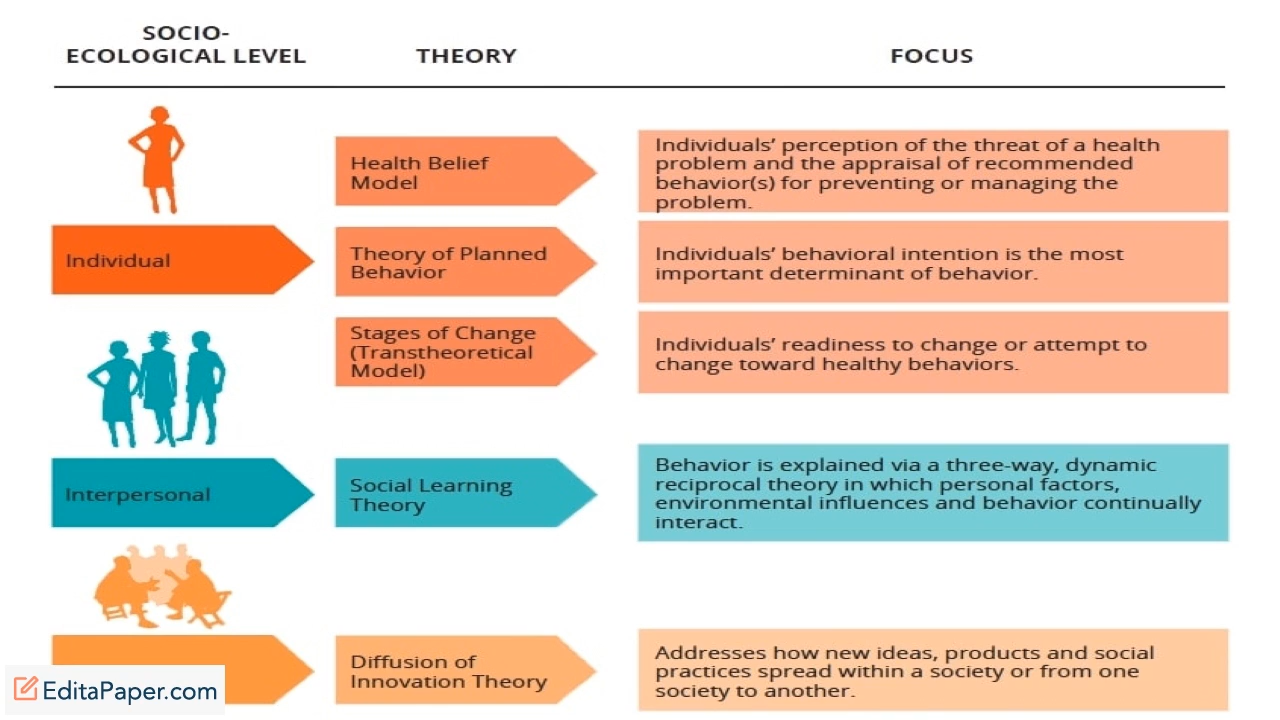 SOCIO-
ECOLOGICAL LEVEL
THEORY
FOCUS
Individual
Health Belief
Model
Individuals’ perception of the threat of a health
problem and the appraisal of recommended
behavior(s) for preventing or managing the
problem.
Theory of Planned
Behavior
Individuals’ behavioral intention is the most
important determinant of behavior.
Stages of Change
(Transtheoretical
Model)
Individuals’ readiness to change or attempt to
change toward healthy behaviors.
Interpersonal
Social Learning
Theory
Behavior is explained via a three-way, dynamic
reciprocal theory in which personal factors,
environmental influences and behavior continually
interact.
Diffusion of
Innovation Theory
Addresses how new ideas, products and social
practices spread within a society or from one
society to another.
EditaPaper.com